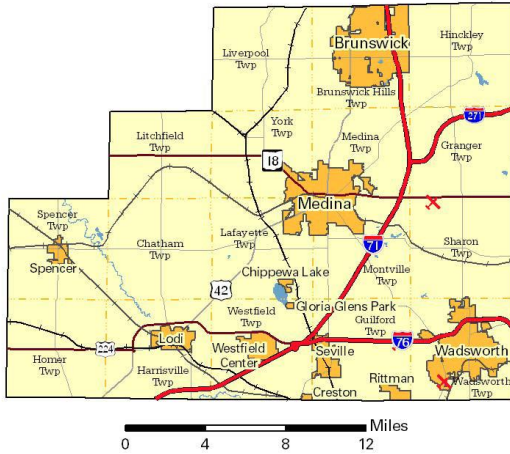 Brunswick
Hinckley
Twp
Liverpool
Twp
Brunswick Hills
Twp
271
York
Twp
Medina
Twp
Litchfield
Twp
Granger
Twp
18
Medina
Spencer
Twp
Lafayette
Twp
Chatham
Twp
71
Sharon
Twp
Spencer
Chippewa Lake
Montville
Twp
42
Gloria Glens Park
Westfield
Twp
Guilford
Twp
Lodi
224
76
Westfield
Center
Seville
Wadsworth
Homer
Twp
Harrisville
Twp
Creston
Rittman
Wadsworth
Twp
Miles
0 4 8 12